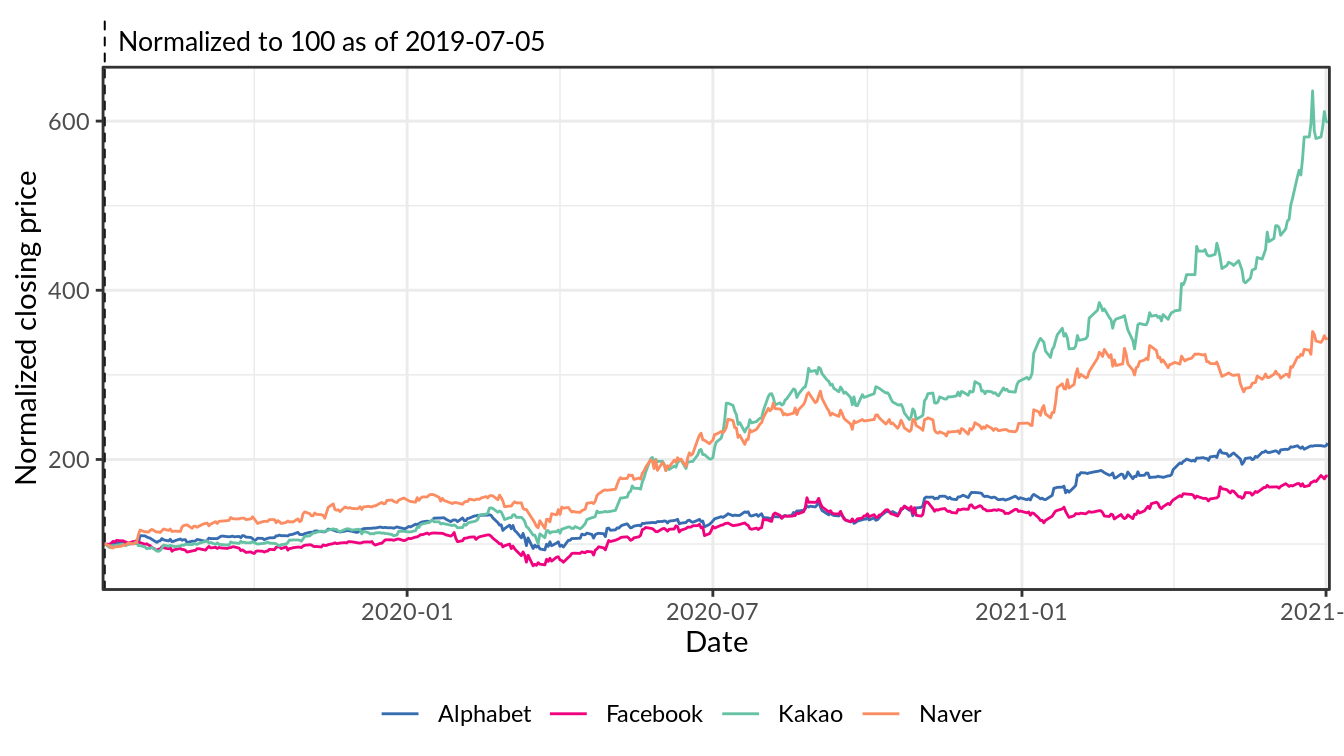 Normalized to 100 as of 2019-07-05
600
400
200
Normalized closing price
2020-01 2020-07 2021-01 2021-
Date
Alphabet Facebook Kakao Naver